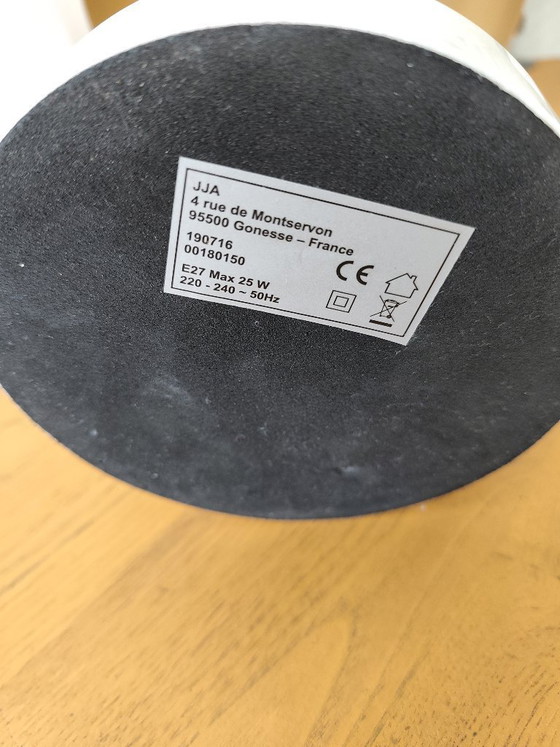 JJA
4 rue de Montservon
95500 Gonesse – France
190716
00180150
E27 Max 25 W
220 - 240 ~ 50Hz
CE